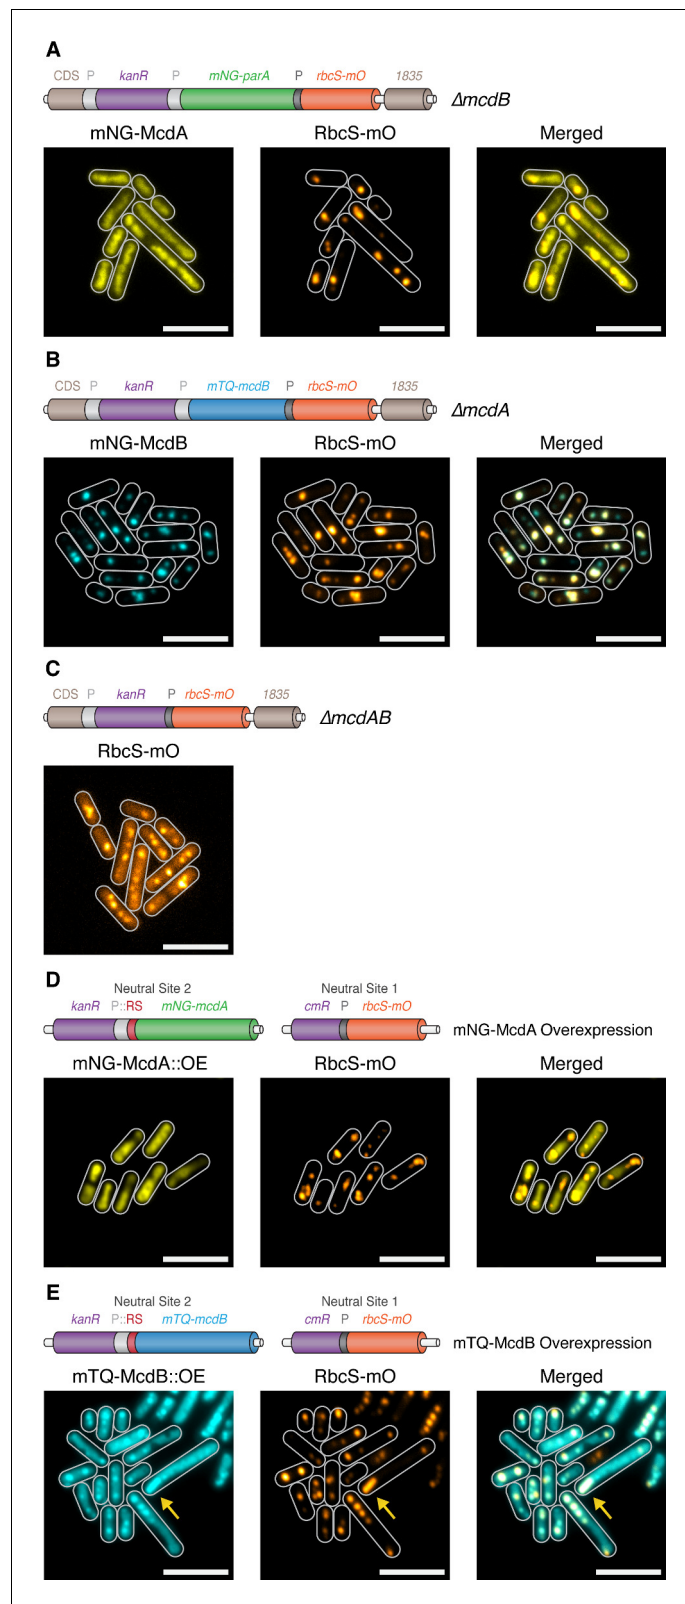 A
CDS P kanR P mNG-parA P rbcS-mO 1835
ΔmcdB
mNG-McdA RbcS-mO Merged
B
CDS P kanR P mTQ-mcdB P rbcS-mO 1835
ΔmcdA
mNG-McdB RbcS-mO Merged
C
CDS P kanR P rbcS-mO 1835
ΔmcdAB
RbcS-mO
D
Neutral Site 2 Neutral Site 1
kanR P::RS mNG-mcdA cmR P rbcS-mO
mNG-McdA Overexpression
mNG-McdA::OE RbcS-mO Merged
E
Neutral Site 2 Neutral Site 1
kanR P::RS mTQ-mcdB cmR P rbcS-mO
mTQ-McdB Overexpression
mTQ-McdB::OE RbcS-mO Merged